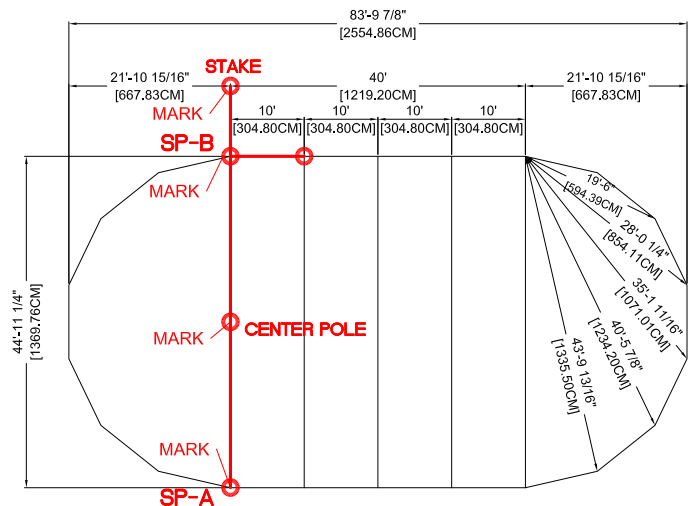 83'-9 7/8"
[2554.86CM]
21'-10 15/16"
[667.83CM]
STAKE
40'
[1219.20CM]
21'-10 15/16"
[667.83CM]
MARK
10'
[304.80CM]
10'
[304.80CM]
10'
[304.80CM]
10'
[304.80CM]
SP-B
MARK
19'-6"
[594.39CM]
28'-0 1/4"
[854.11CM]
35'-1 11/16"
[1071.01CM]
40'-5 7/8"
[1234.20CM]
43'-9 13/16"
[1335.50CM]
44'-11 1/4"
[1369.76CM]
MARK
CENTER POLE
MARK
SP-A